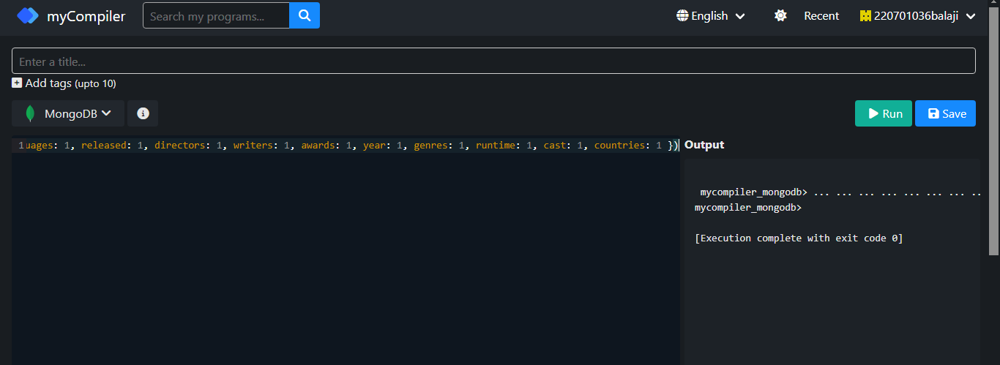 myCompiler
Search my programs...
English
Recent
220701036balaji
Enter a title...
Add tags (upto 10)
MongoDB
Run
Save
1uages: 1, released: 1, directors: 1, writers: 1, awards: 1, year: 1, genres: 1, runtime: 1, cast: 1, countries: 1 })
Output
mycompiler_mongodb> ... ... ... ... ... ... ... ..
mycompiler_mongodb>
[Execution complete with exit code 0]